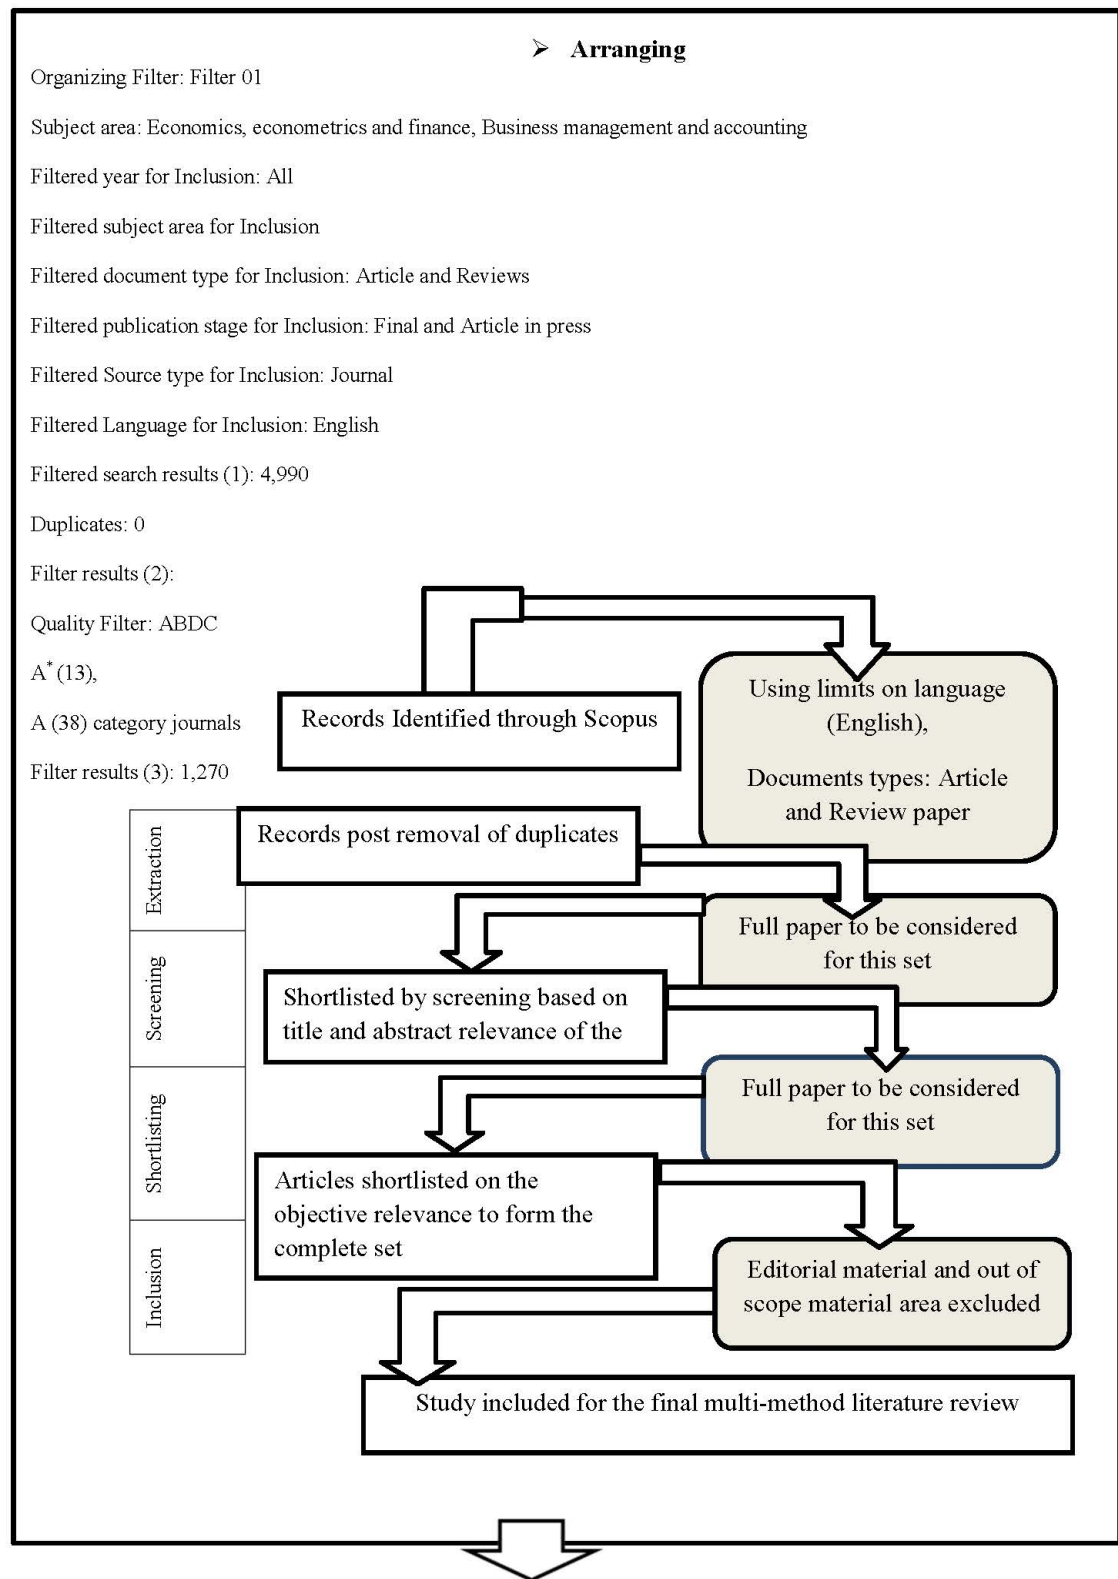 ➢ Arranging
Organizing Filter: Filter 01
Subject area: Economics, econometrics and finance, Business management and accounting
Filtered year for Inclusion: All
Filtered subject area for Inclusion
Filtered document type for Inclusion: Article and Reviews
Filtered publication stage for Inclusion: Final and Article in press
Filtered Source type for Inclusion: Journal
Filtered Language for Inclusion: English
Filtered search results (1): 4,990
Duplicates: 0
Filter results (2):
Quality Filter: ABDC
A* (13),
A (38) category journals
Filter results (3): 1,270
Records Identified through Scopus
Using limits on language
(English),
Documents types: Article
and Review paper
Extraction
Records post removal of duplicates
Full paper to be considered
for this set
Screening
Shortlisted by screening based on
title and abstract relevance of the
Full paper to be considered
for this set
Shortlisting
Articles shortlisted on the
objective relevance to form the
complete set
Inclusion
Editorial material and out of
scope material area excluded
Study included for the final multi-method literature review